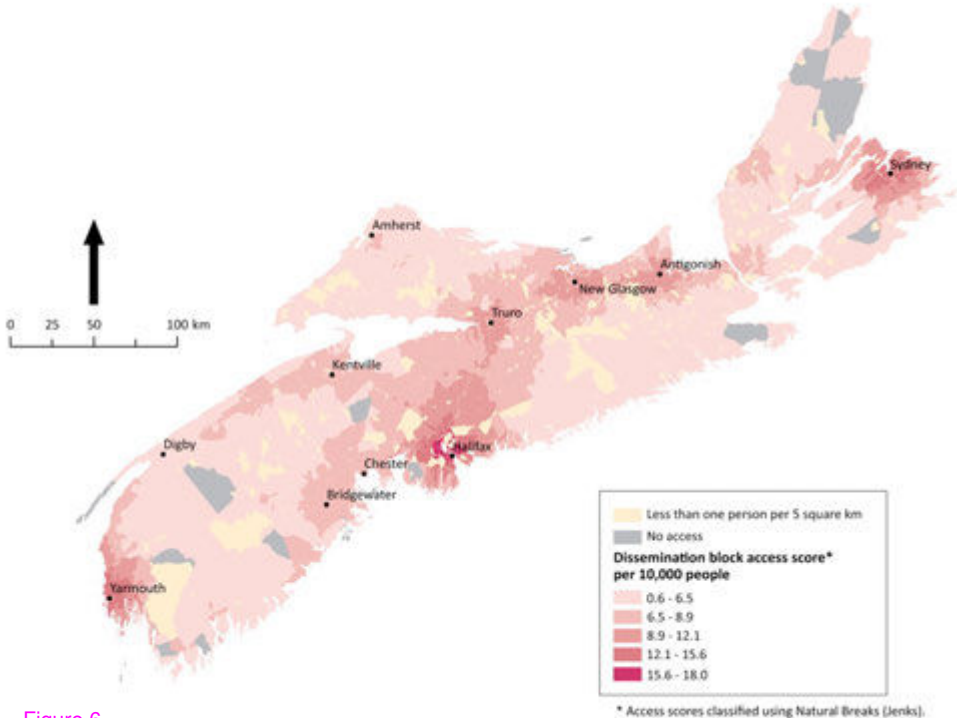 Sydney
Amherst
Antigonish
New Glasgow
Truro
0 25 50 100 km
Kentville
Digby
Halifax
Chester
Bridgewater
Yarmouth
Less than one person per 5 square km
No access
Dissemination block access score*
per 10,000 people
0.6 - 6.5
6.5 - 8.9
8.9 - 12.1
12.1 - 15.6
15.6 - 18.0
* Access scores classified using Natural Breaks (Jenks).
Figure 6